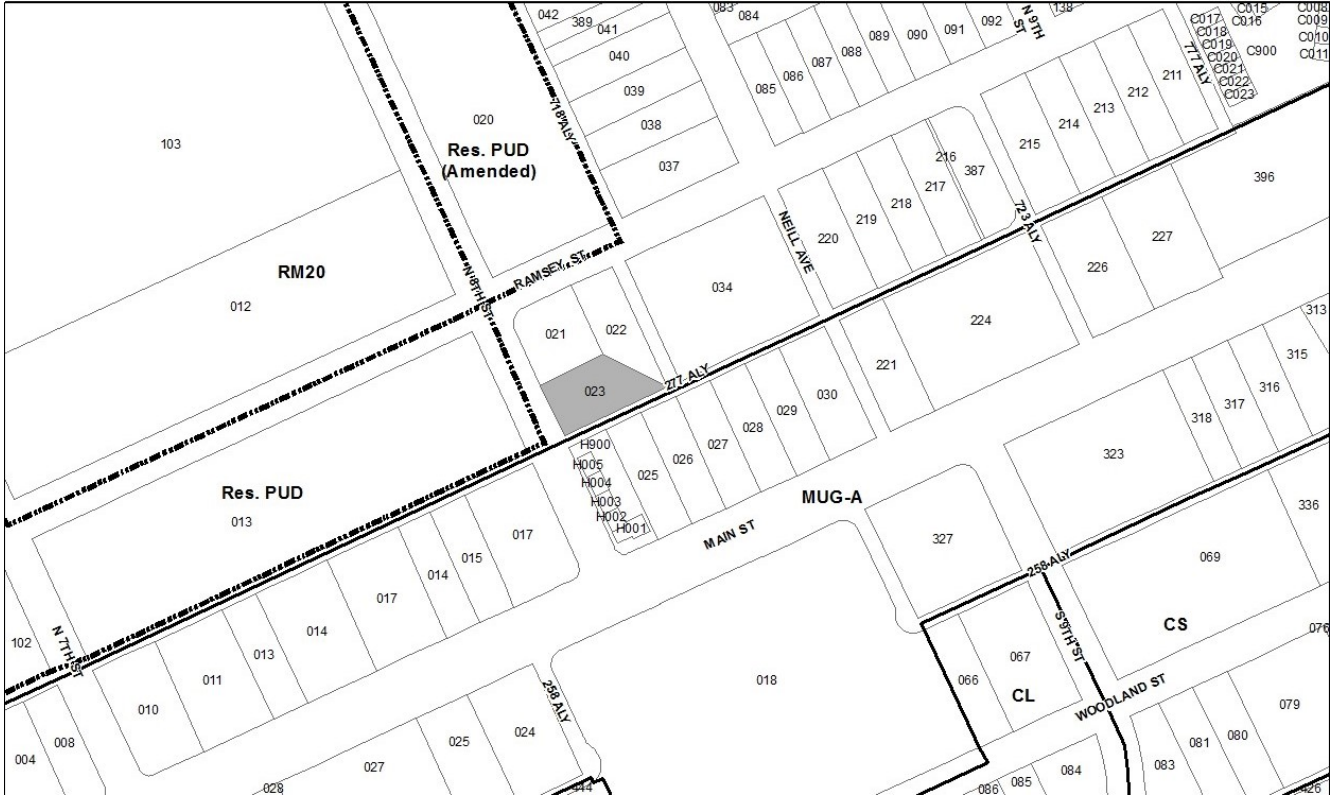 042
389
041
040
039
038
037
083
084
085
086
087
088
089
090
091
092
N 9TH
ST
138
C017
C018
C019
C020
C021
C022
C023
C015
C016
C900
C008
C009
C010
C011
777 ALY
103
020
Res. PUD
(Amended)
718 ALY
211
212
213
214
215
216
387
217
218
219
220
NEILL AVE
723 ALY
396
227
226
RM20
012
N 8TH ST
RAMSEY ST
034
021
022
023
277 ALY
224
221
313
315
316
317
318
323
030
029
028
027
026
025
H900
H005
H004
H003
H002
H001
Res. PUD
013
MAIN ST
MUG-A
327
258 ALY
336
069
CS
017
015
014
017
014
013
011
010
102
N 7TH ST
008
004
S 9TH ST
076
067
066
CL
018
WOODLAND ST
079
080
081
083
084
085
086
258 ALY
024
025
027
028
444
426